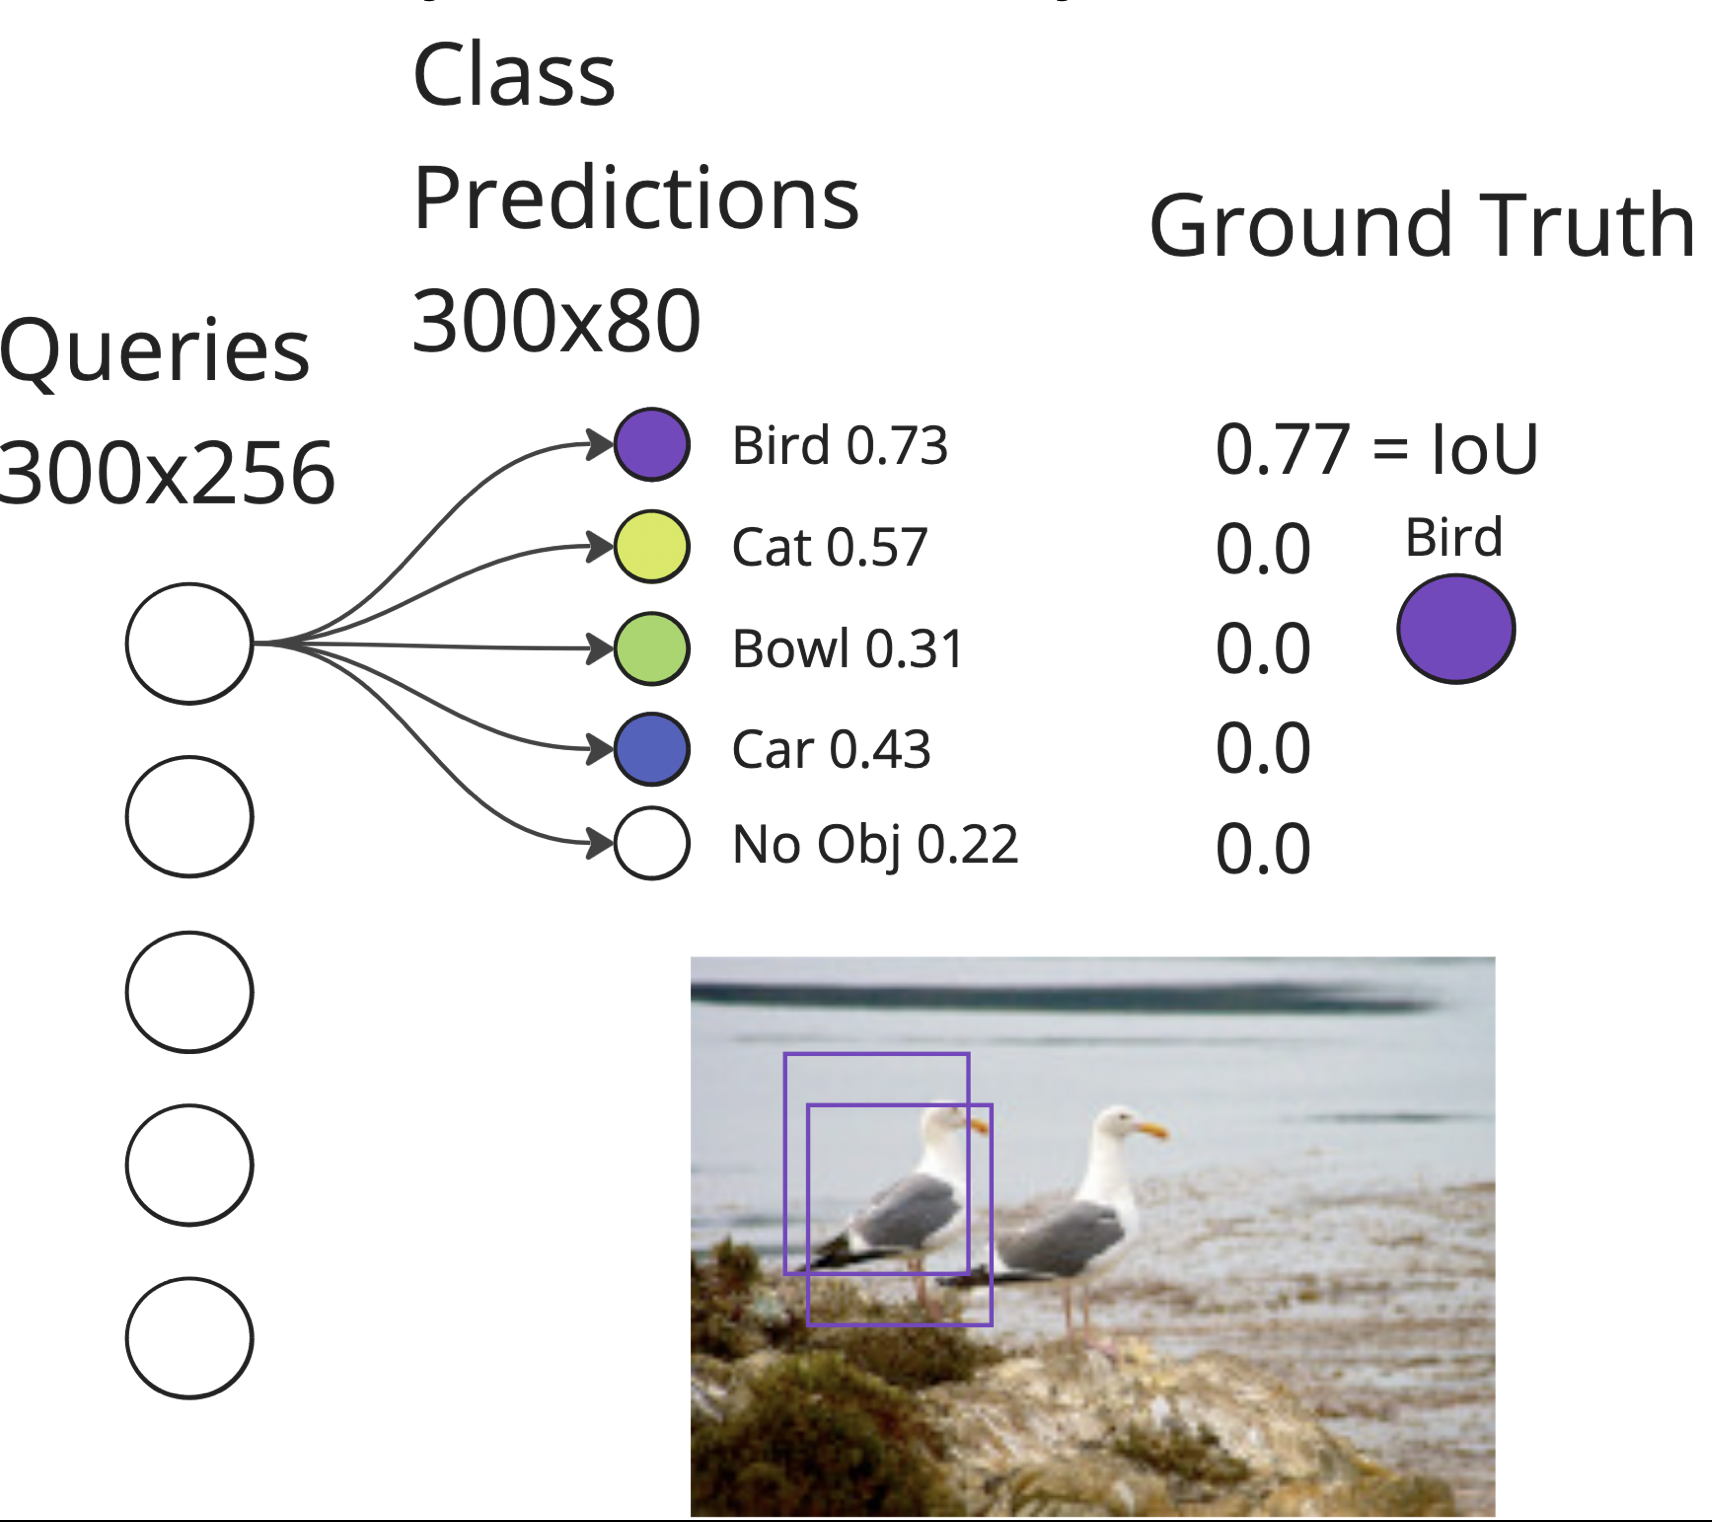 Class
Predictions
300x80
Ground Truth
Queries
300x256
Bird 0.73
Cat 0.57
Bowl 0.31
Car 0.43
No Obj 0.22
0.77 = IoU
0.0
0.0
0.0
0.0
Bird